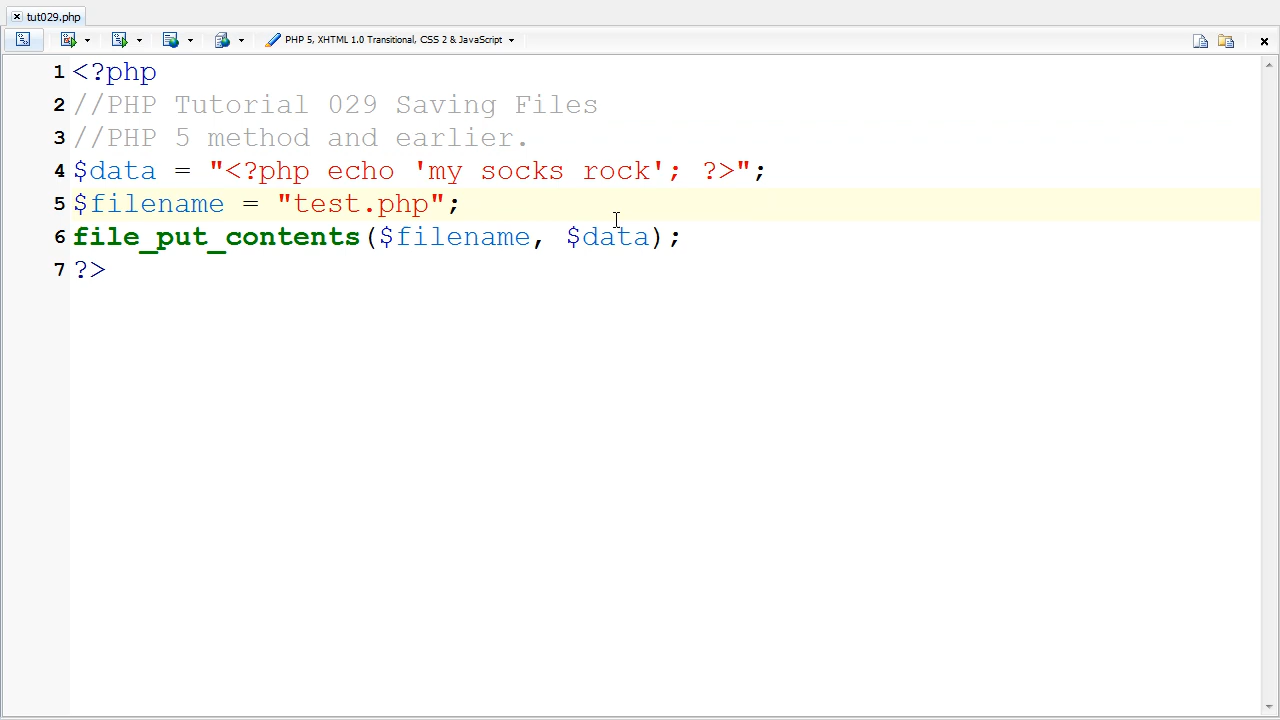 tut029.php
PHP 5, XHTML 1.0 Transitional, CSS 2 & JavaScript
1 <?php
2 //PHP Tutorial 029 Saving Files
3 //PHP 5 method and earlier.
4 $data = "<?php echo 'my socks rock'; ?>";
5 $filename = "test.php";
6 file_put_contents($filename, $data);
7 ?>